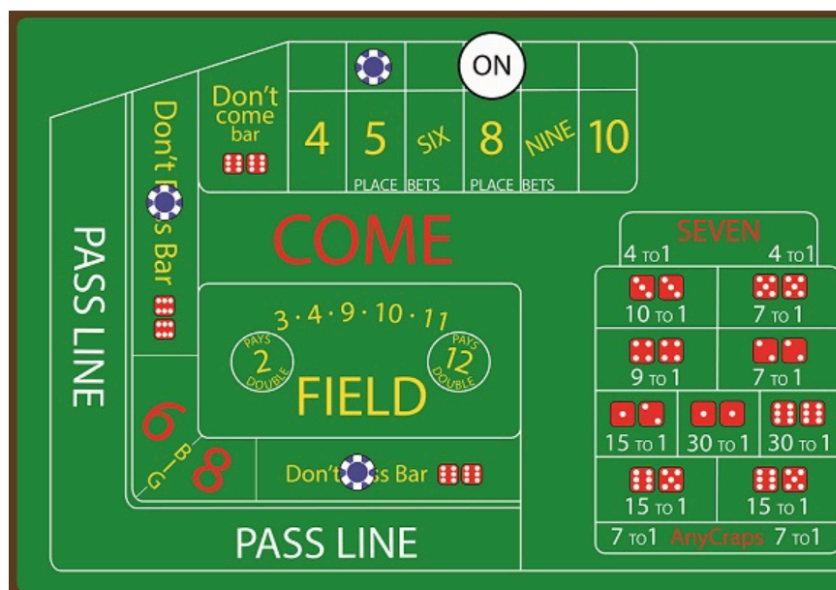 ON
Don't
come
bar
4
5
SIX
8
NINE
10
PLACE BETS PLACE BETS
Don't s Bar
PASS LINE
COME
3 · 4 · 9 · 10 · 11
PAYS
2
DOUBLE
PAYS
12
DOUBLE
FIELD
6
8
BIG
Don't ss Bar
PASS LINE
SEVEN
4 TO 1 4 TO 1
10 TO 1 7 TO 1
9 TO 1 7 TO 1
15 TO 1 30 TO 1 30 TO 1
15 TO 1 15 TO 1
7 TO 1 AnyCraps 7 TO 1